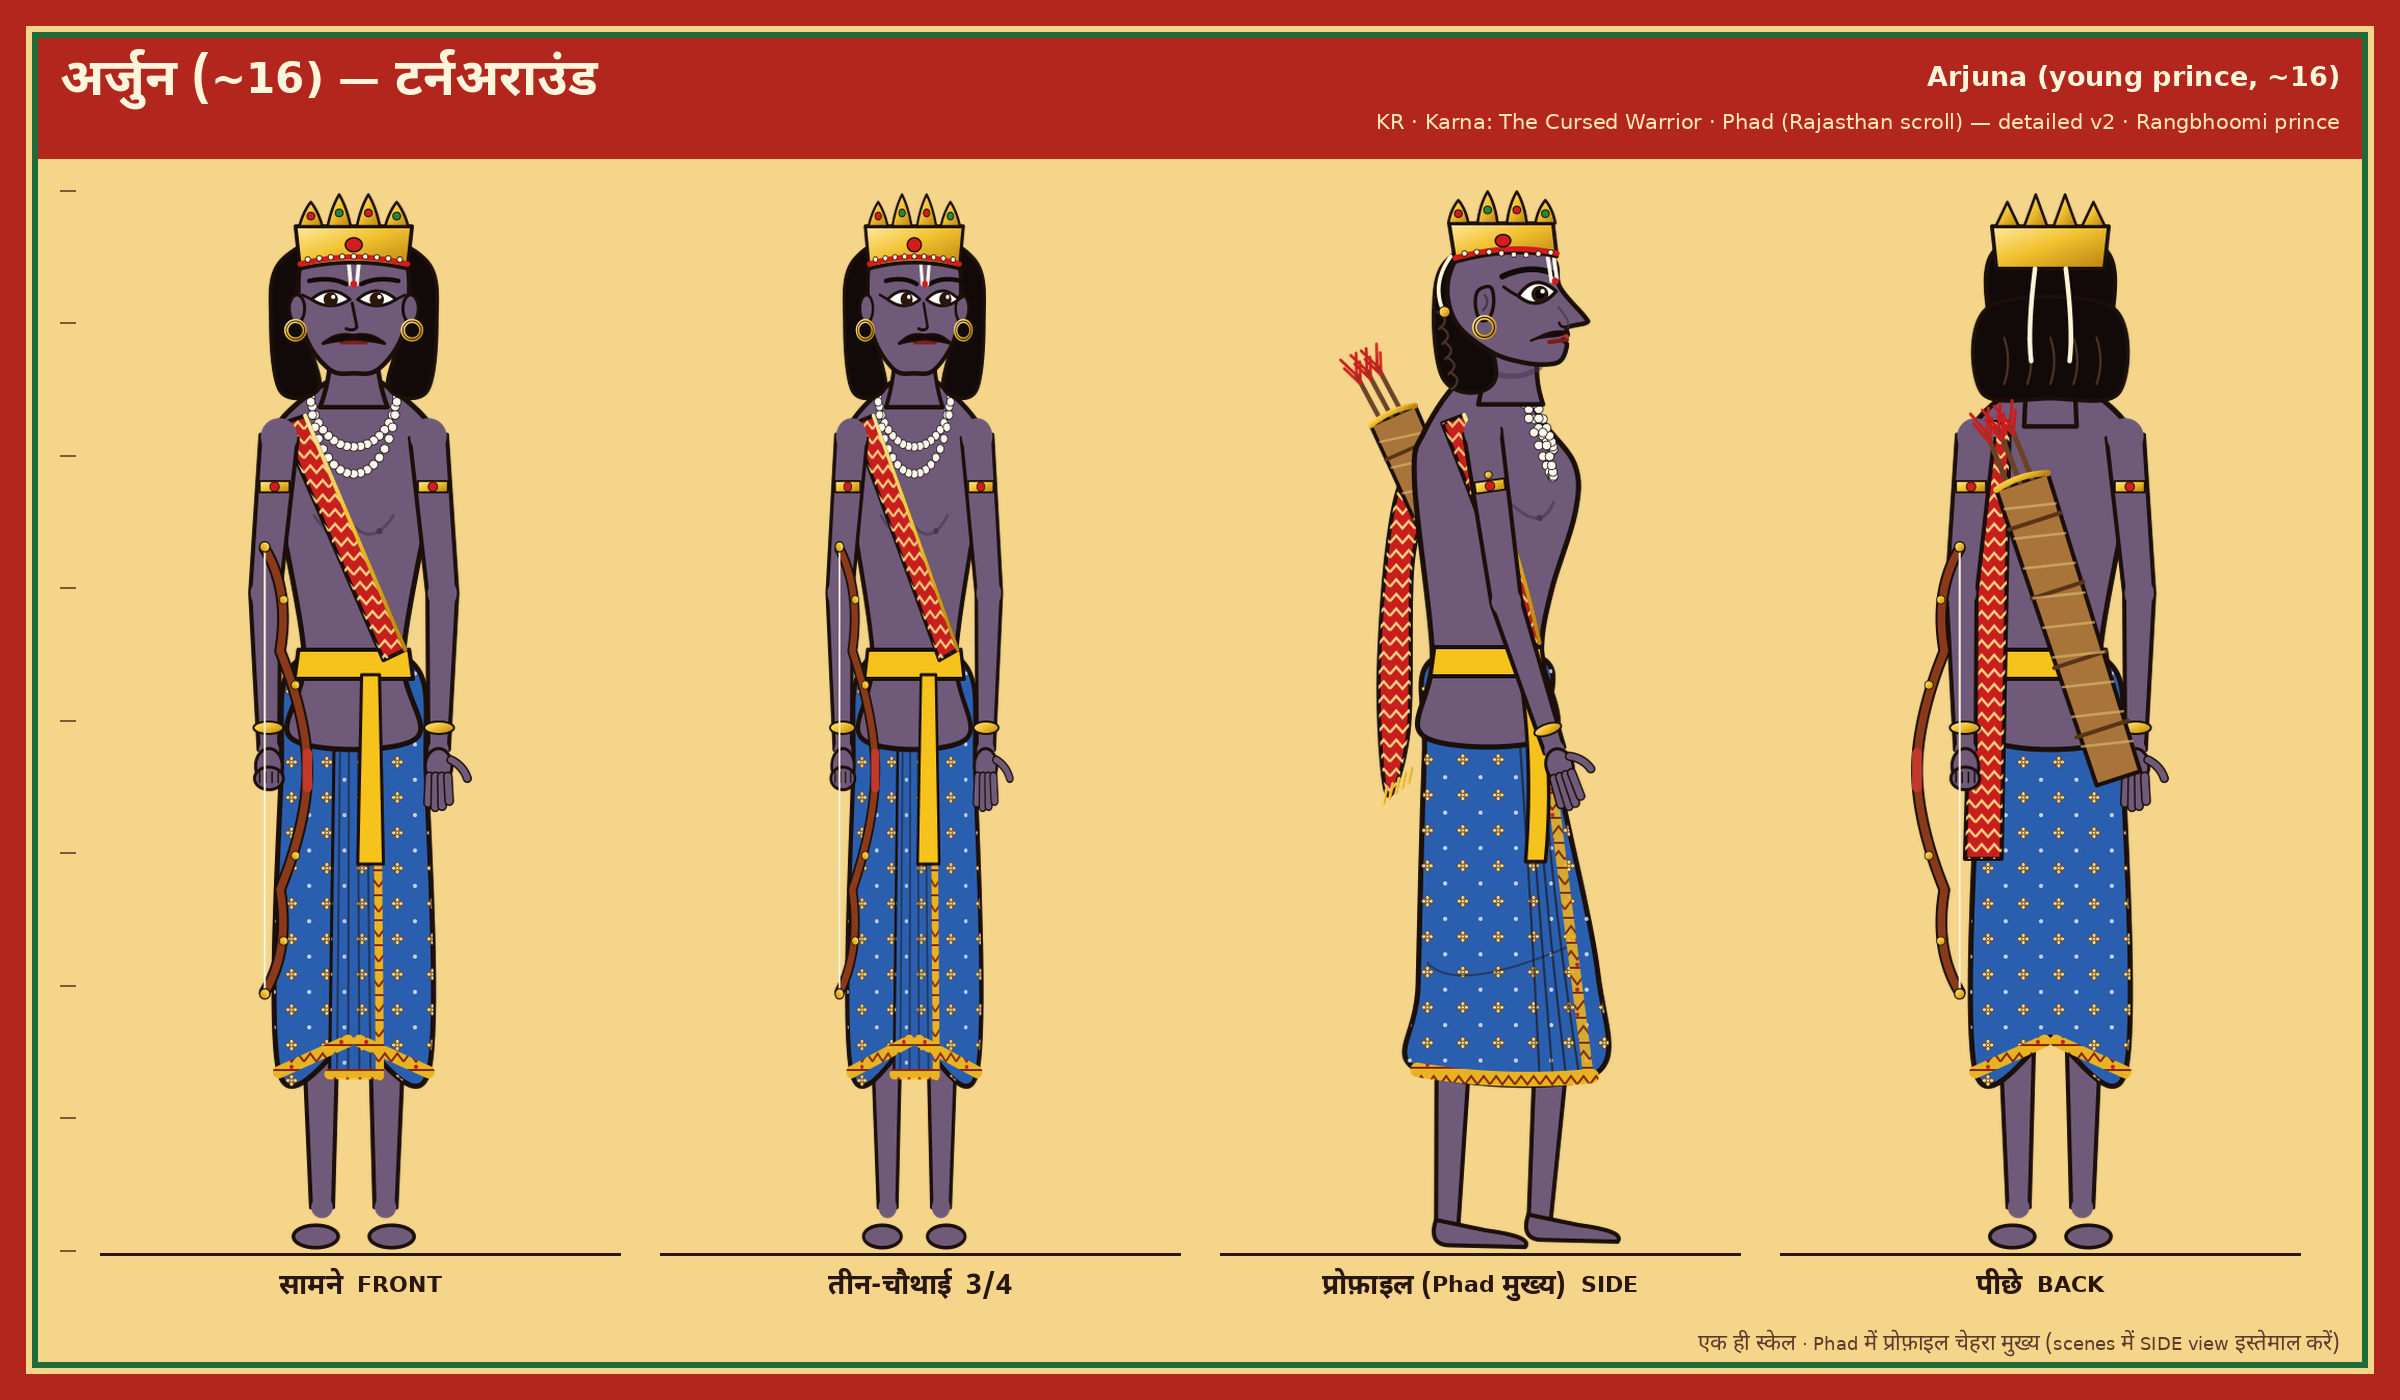 अर्जुन (~16) — टर्नअराउंड
Arjuna (young prince, ~16)
KR · Karna: The Cursed Warrior · Phad (Rajasthan scroll) — detailed v2 · Rangbhoomi prince
सामने FRONT
तीन-चौथाई 3/4
प्रोफ़ाइल (Phad मुख्य) SIDE
पीछे BACK
एक ही स्केल · Phad में प्रोफ़ाइल चेहरा मुख्य (scenes में SIDE view इस्तेमाल करें)